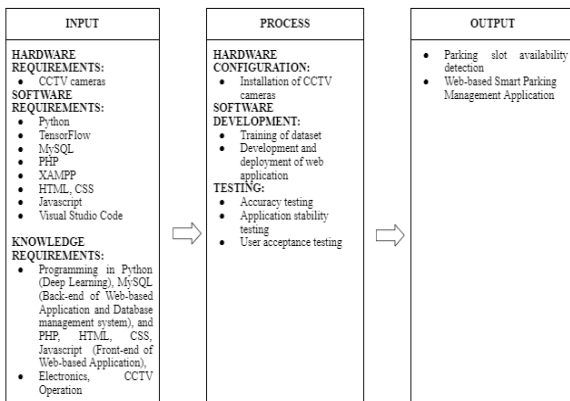 INPUT
HARDWARE
REQUIREMENTS:
● CCTV cameras
SOFTWARE
REQUIREMENTS:
● Python
● TensorFlow
● MySQL
● PHP
● XAMPP
● HTML, CSS
● Javascript
● Visual Studio Code
KNOWLEDGE
REQUIREMENTS:
● Programming in Python
(Deep Learning), MySQL
(Back-end of Web-based
Application and Database
management system), and
PHP, HTML, CSS,
Javascript (Front-end of
Web-based Application),
● Electronics, CCTV
Operation
PROCESS
HARDWARE
CONFIGURATION:
● Installation of CCTV
cameras
SOFTWARE
DEVELOPMENT:
● Training of dataset
● Development and
deployment of web
application
TESTING:
● Accuracy testing
● Application stability
testing
● User acceptance testing
OUTPUT
● Parking slot availability
detection
● Web-based Smart Parking
Management Application